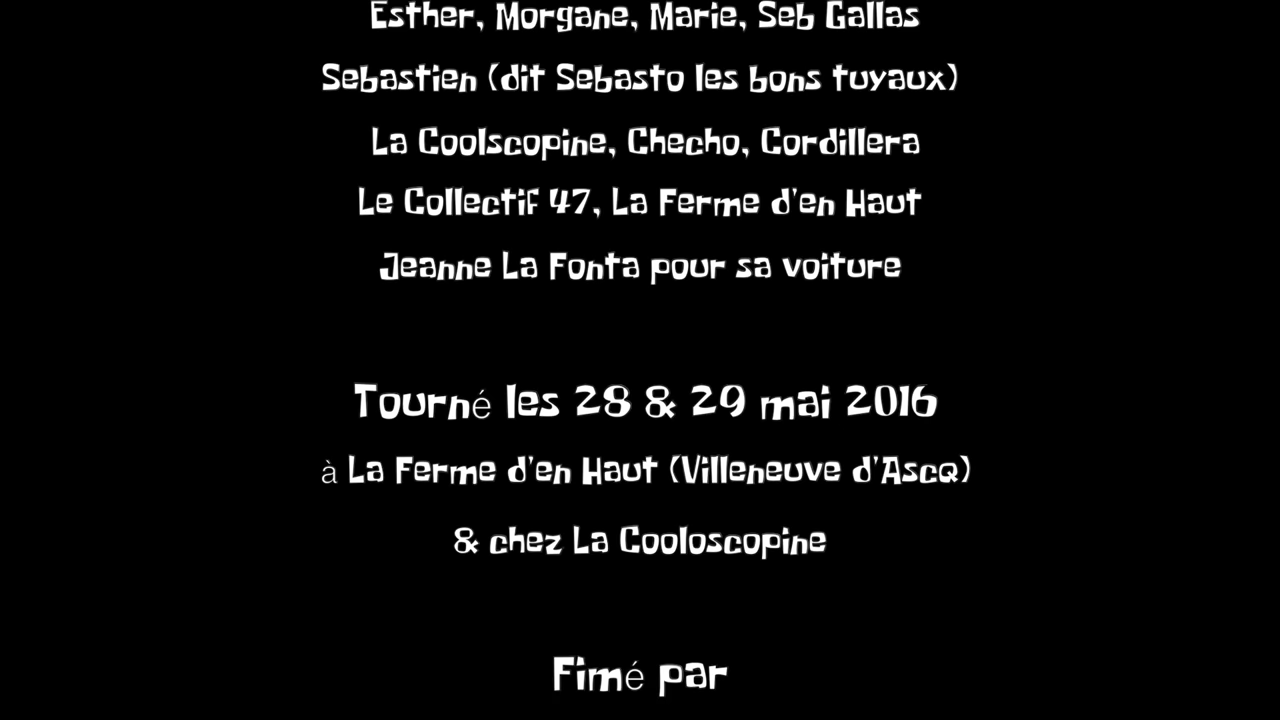 Esther, Morgane, Marie, Seb Gallas
Sebastien (dit Sebasto les bons tuyaux)
La Coolscopine, Checho, Cordillera
Le Collectif 47, La Ferme d'en Haut
Jeanne La Fonta pour sa voiture
Tourné les 28 & 29 mai 2016
à La Ferme d'en Haut (Villeneuve d'Ascq)
& chez La Cooloscopine
Fimé par